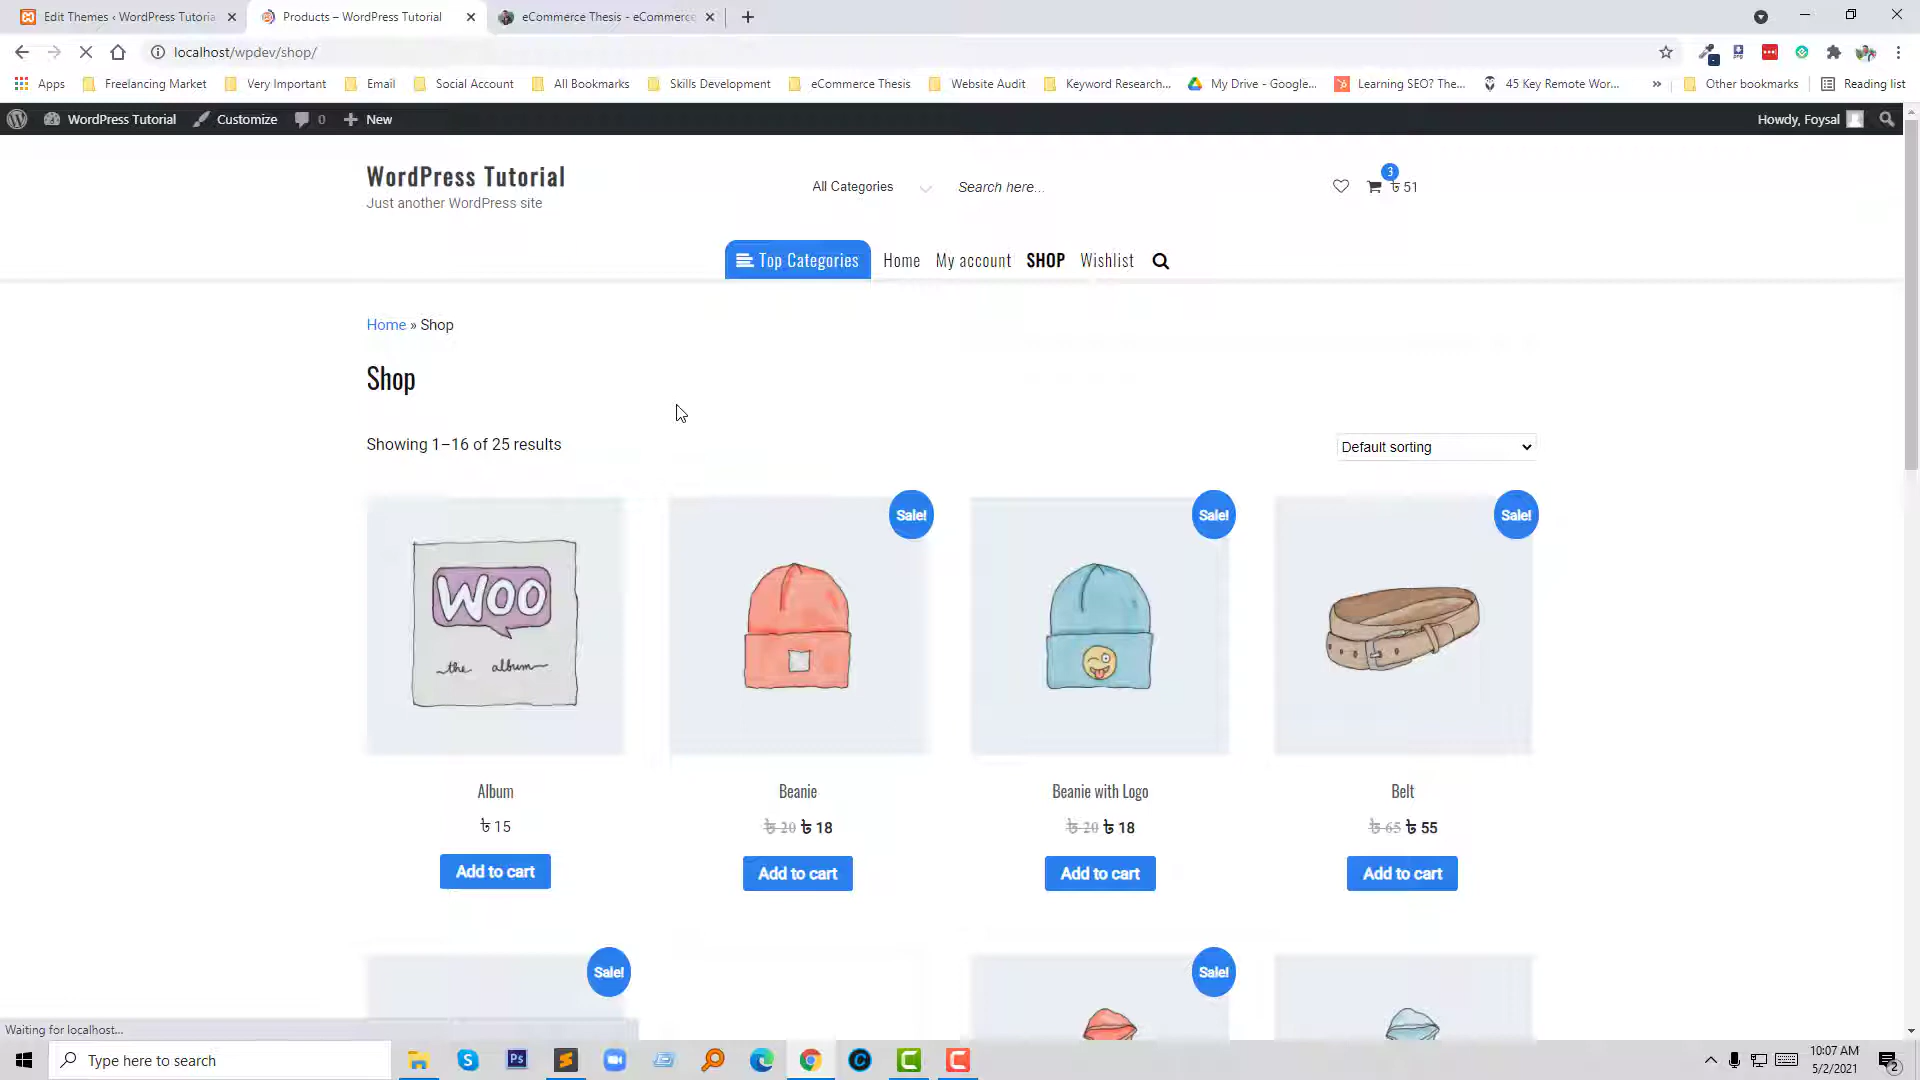 Edit Themes ‹ WordPress Tutoria
Products – WordPress Tutorial
eCommerce Thesis - eCommerce
localhost/wpdev/shop/
Apps
Freelancing Market
Very Important
Email
Social Account
All Bookmarks
Skills Development
eCommerce Thesis
Website Audit
Keyword Research...
My Drive - Google...
Learning SEO? The...
45 Key Remote Wor...
»
Other bookmarks
Reading list
WordPress Tutorial
Customize
0
New
Howdy, Foysal
WordPress Tutorial
Just another WordPress site
All Categories
Search here...
3
৳ 51
Top Categories
Home
My account
SHOP
Wishlist
Home » Shop
Shop
Showing 1–16 of 25 results
Default sorting
Sale!
Sale!
Sale!
WOO
the album
Album
Beanie
Beanie with Logo
Belt
৳ 15
৳ 20 ৳ 18
৳ 20 ৳ 18
৳ 65 ৳ 55
Add to cart
Add to cart
Add to cart
Add to cart
Sale!
Sale!
Waiting for localhost...
Type here to search
Ps
10:07 AM
5/2/2021
2